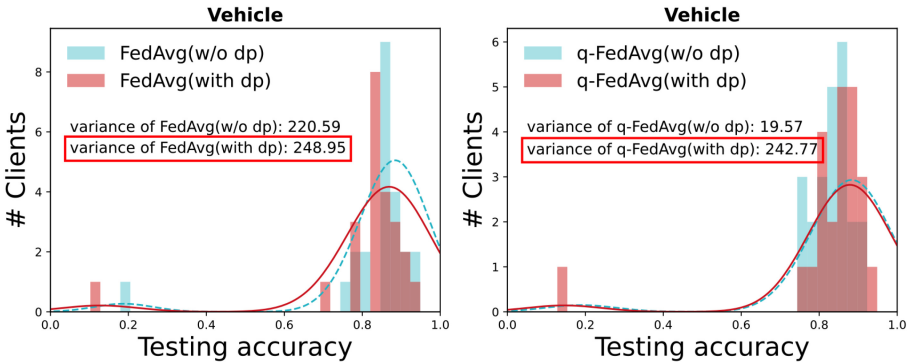 Vehicle
FedAvg(w/o dp)
FedAvg(with dp)
variance of FedAvg(w/o dp): 220.59
variance of FedAvg(with dp): 248.95
# Clients
8
6
4
2
0
0.0 0.2 0.4 0.6 0.8 1.0
Testing accuracy
Vehicle
q-FedAvg(w/o dp)
q-FedAvg(with dp)
variance of q-FedAvg(w/o dp): 19.57
variance of q-FedAvg(with dp): 242.77
# Clients
6
5
4
3
2
1
0
0.0 0.2 0.4 0.6 0.8 1.0
Testing accuracy